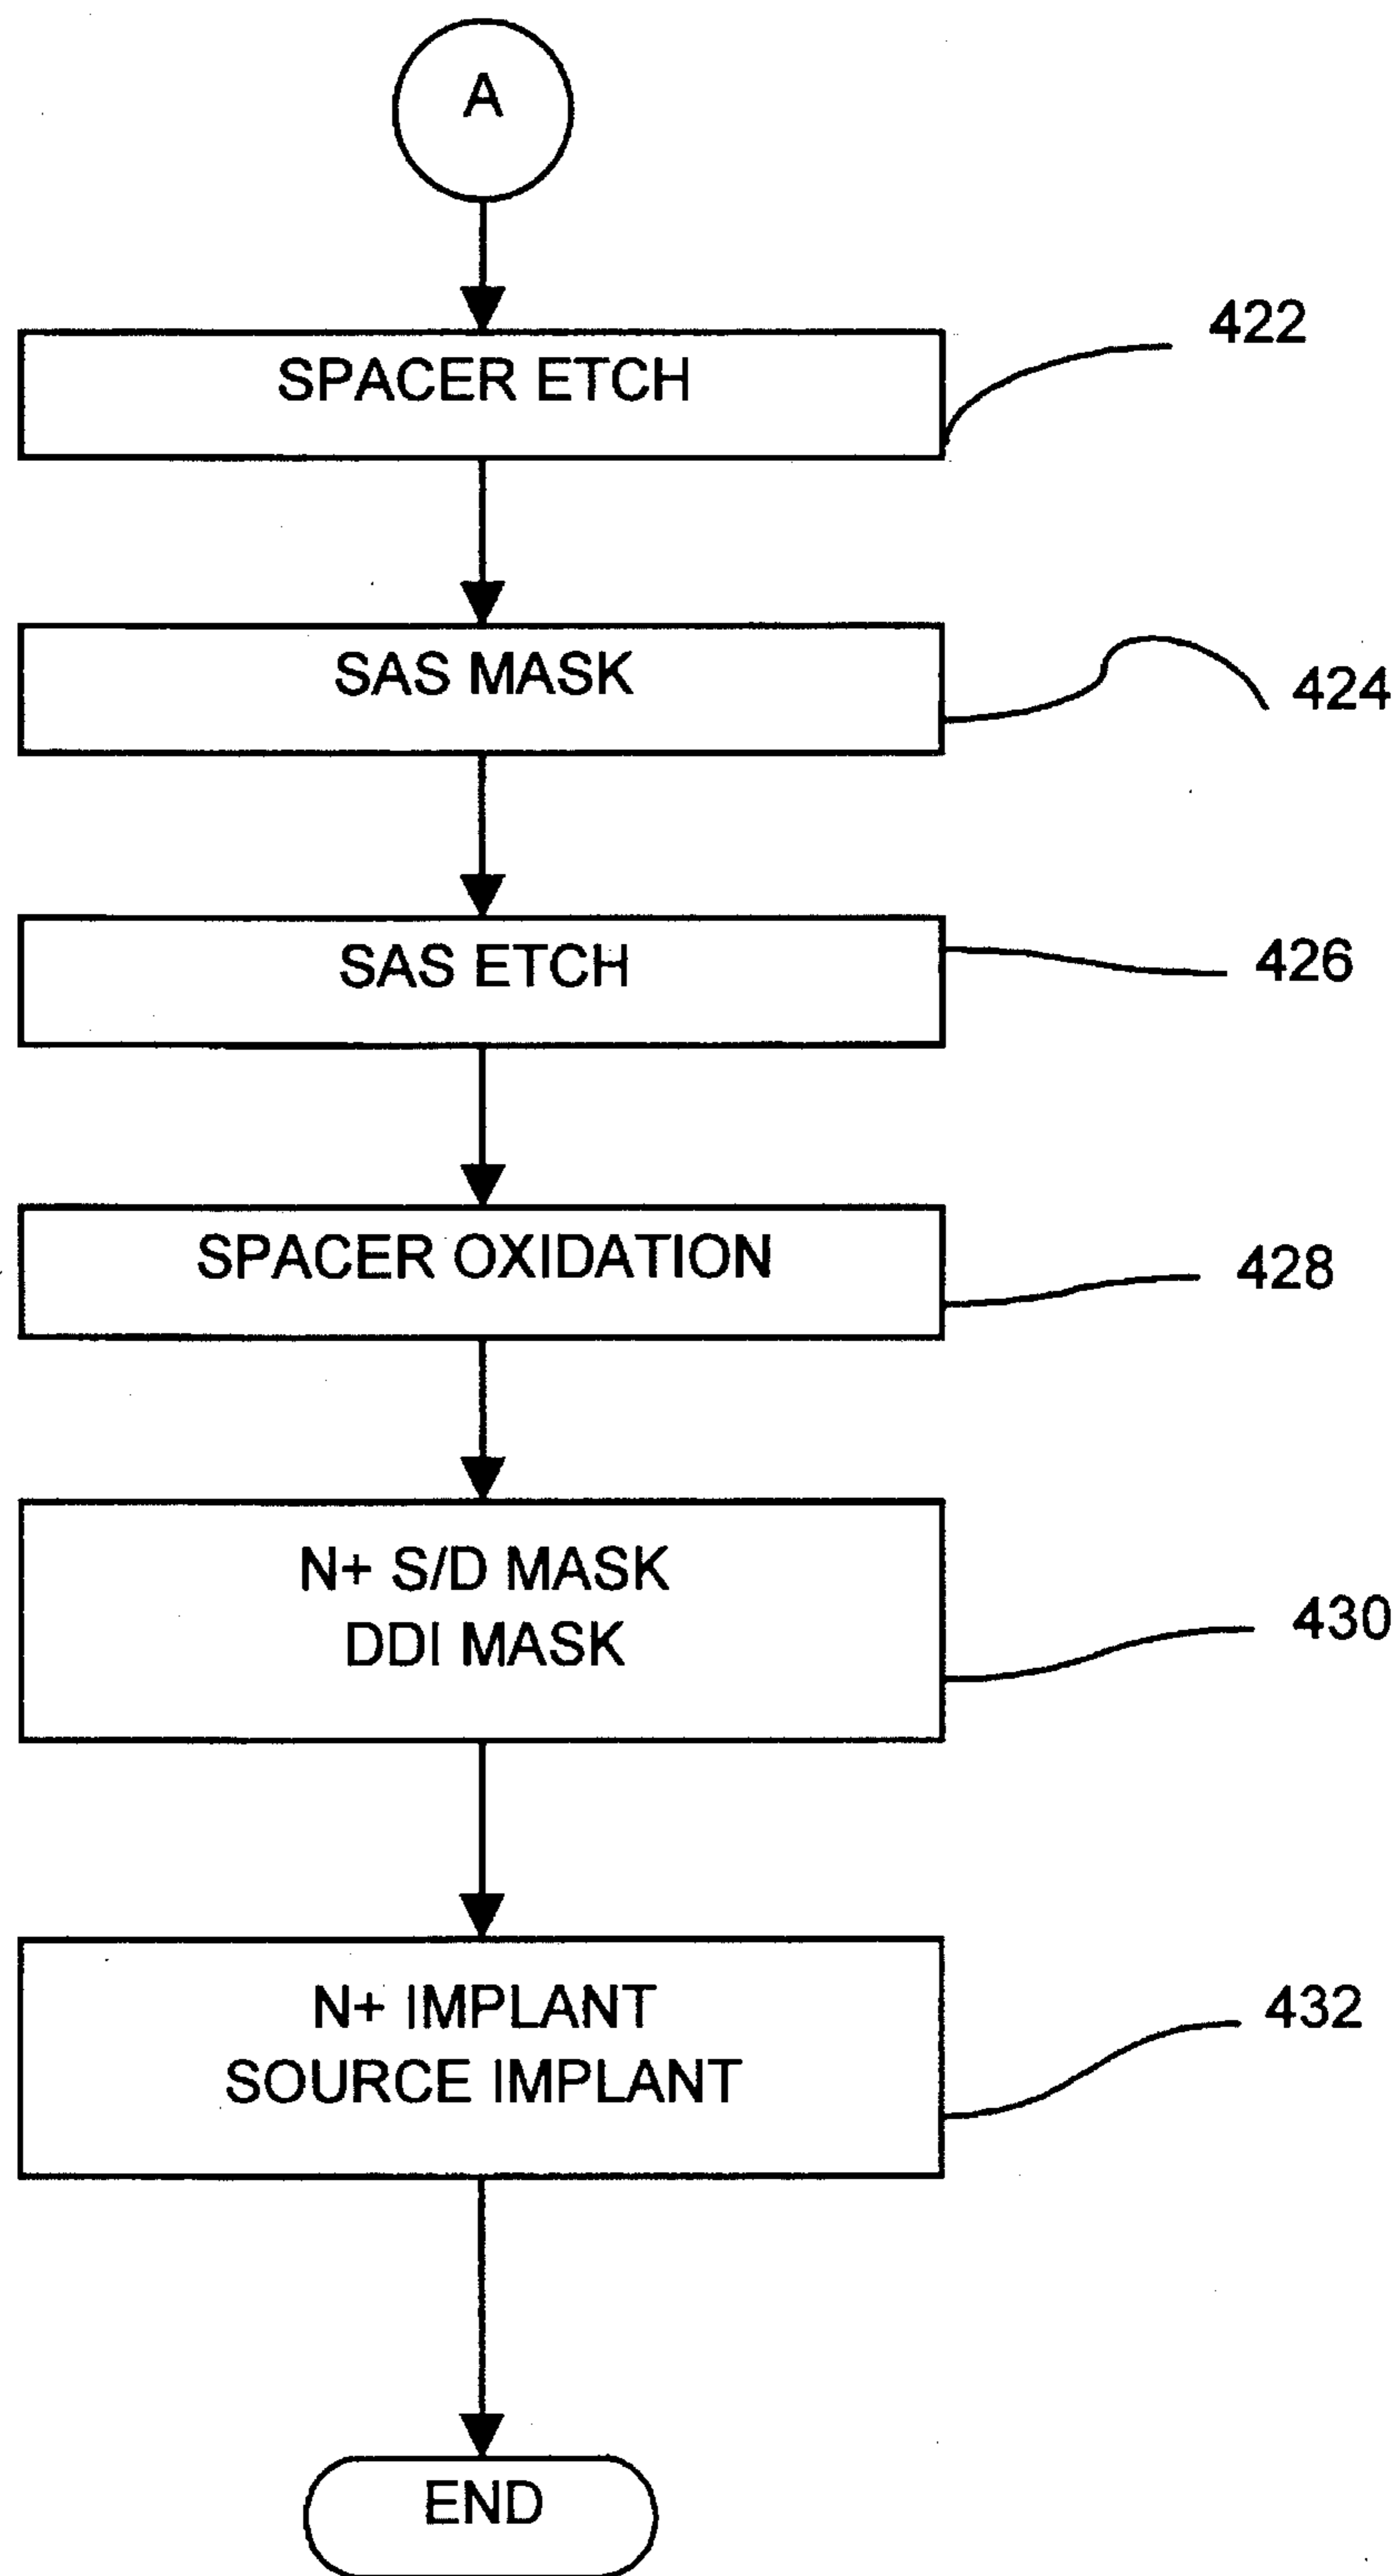 A
SPACER ETCH
422
SAS MASK
424
SAS ETCH
426
SPACER OXIDATION
428
N+ S/D MASK
DDI MASK
430
N+ IMPLANT
SOURCE IMPLANT
432
END